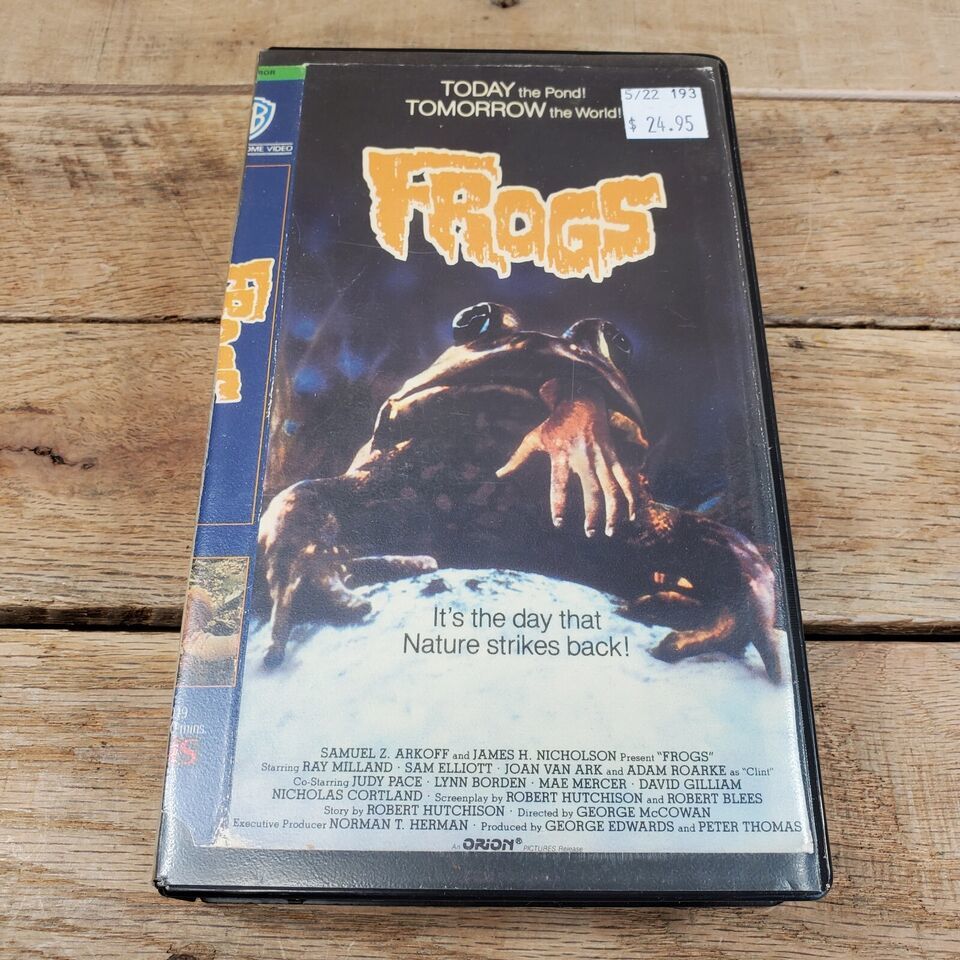 TODAY the Pond!
TOMORROW the World!
5/22 193
$ 24.95
FROGS
It's the day that
Nature strikes back!
SAMUEL Z. ARKOFF and JAMES H. NICHOLSON Present "FROGS"
Starring RAY MILLAND · SAM ELLIOTT · JOAN VAN ARK and ADAM ROARKE as "Clint"
Co-Starring JUDY PACE · LYNN BORDEN · MAE MERCER · DAVID GILLIAM
NICHOLAS CORTLAND · Screenplay by ROBERT HUTCHISON and ROBERT BLEES
Story by ROBERT HUTCHISON · Directed by GEORGE McCOWAN
Executive Producer NORMAN T. HERMAN · Produced by GEORGE EDWARDS and PETER THOMAS
An ORION® PICTURES Release
ROR
B
OME VIDEO
FROGS
9
mins.
S